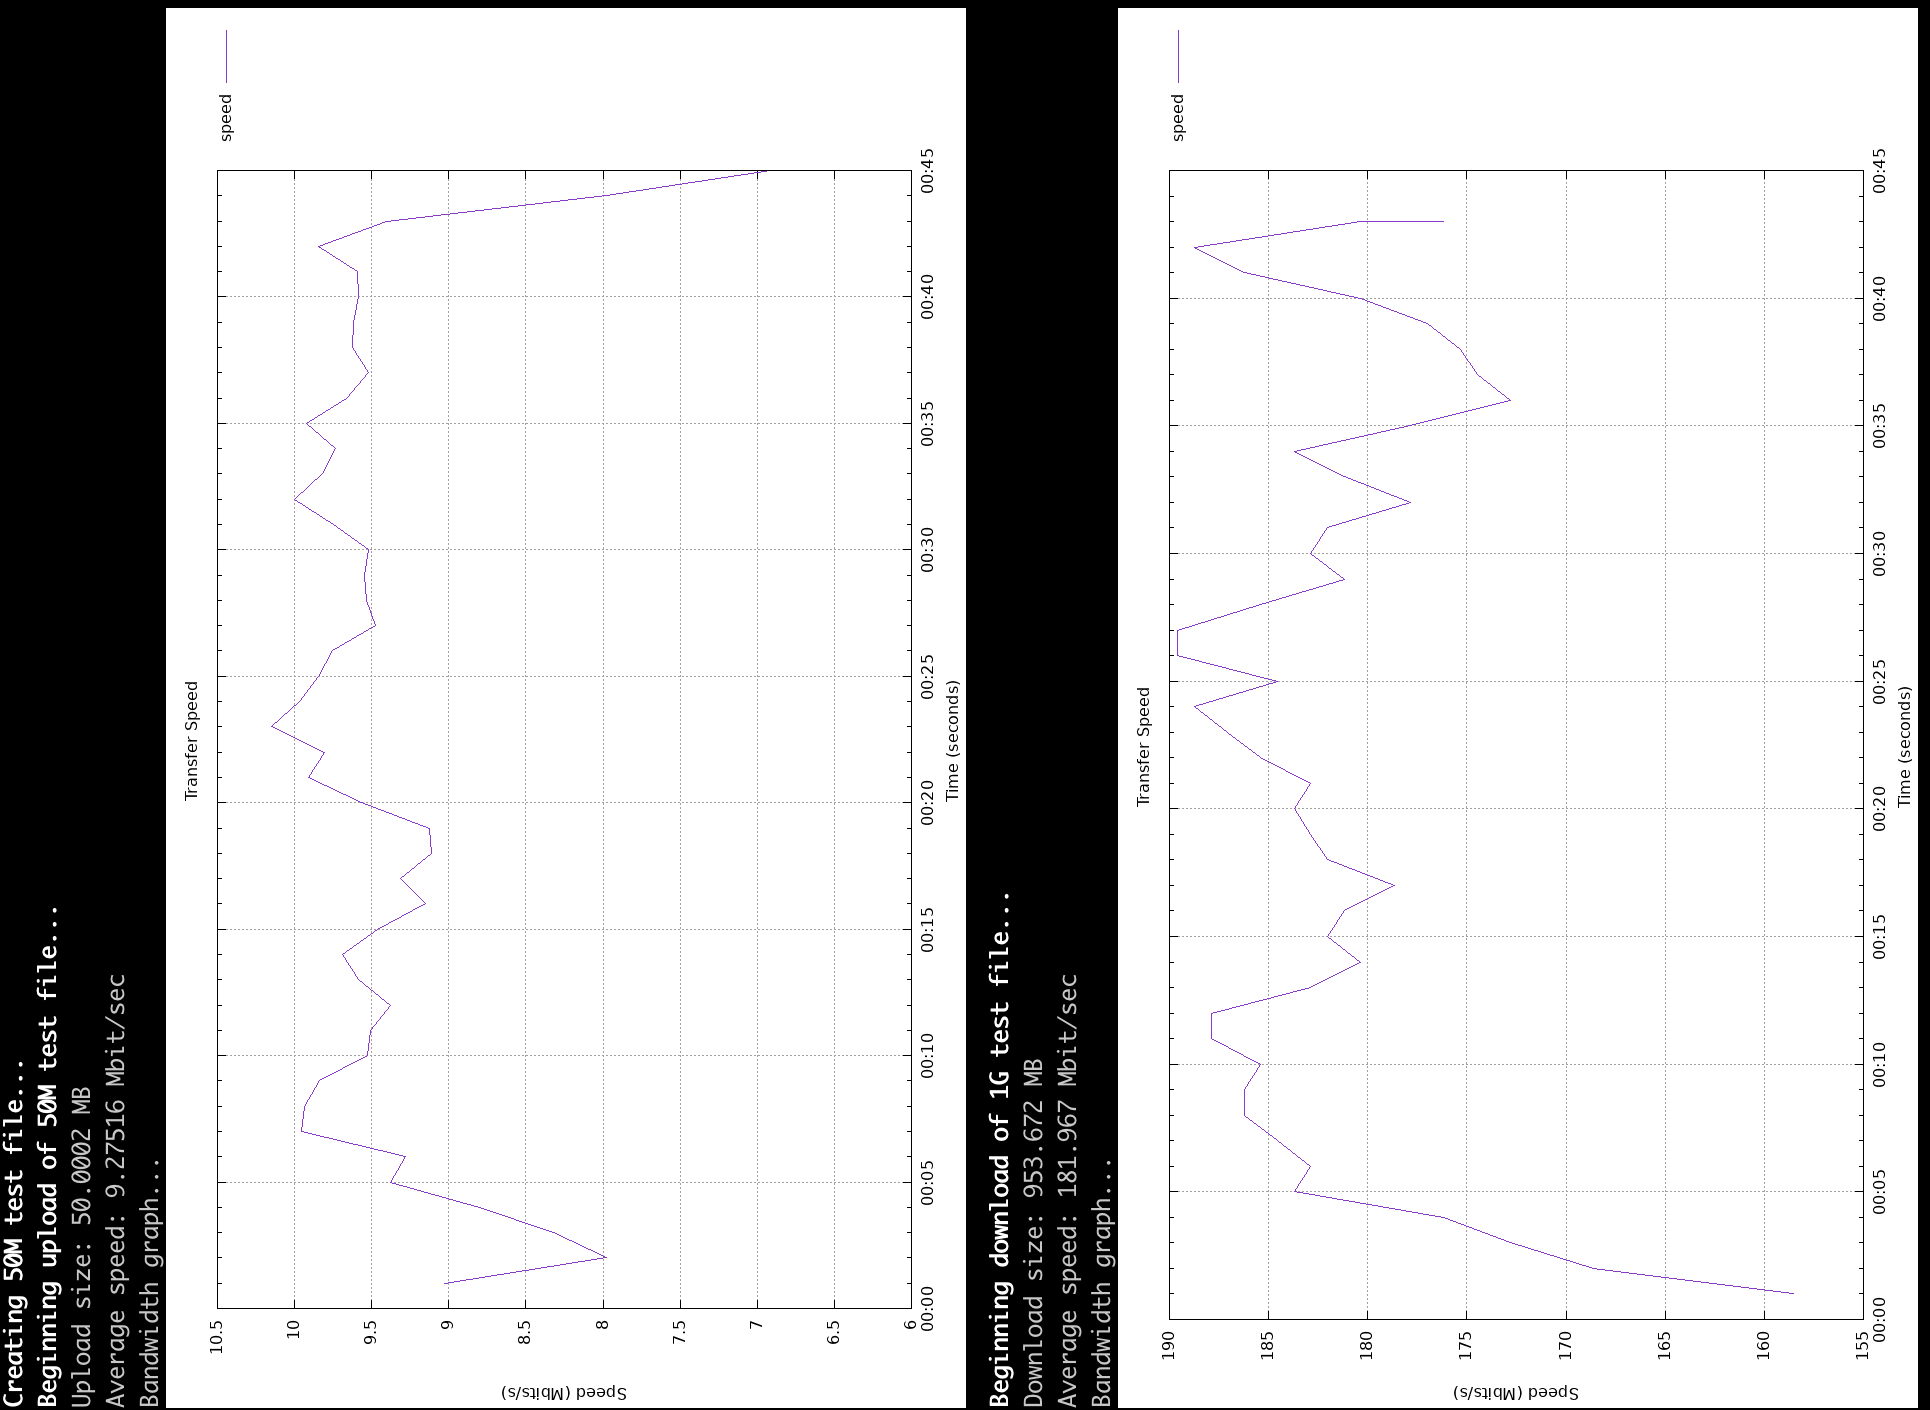 Creating 50M test file...
Beginning upload of 50M test file...
Upload size: 50.0002 MB
Average speed: 9.27516 Mbit/sec
Bandwidth graph...
Transfer Speed
speed
10.5
10
9.5
9
8.5
8
7.5
7
6.5
6
Speed (Mbits/s)
00:00
00:05
00:10
00:15
00:20
00:25
00:30
00:35
00:40
00:45
Time (seconds)
Beginning download of 1G test file...
Download size: 953.672 MB
Average speed: 181.967 Mbit/sec
Bandwidth graph...
Transfer Speed
speed
190
185
180
175
170
165
160
155
Speed (Mbits/s)
00:00
00:05
00:10
00:15
00:20
00:25
00:30
00:35
00:40
00:45
Time (seconds)